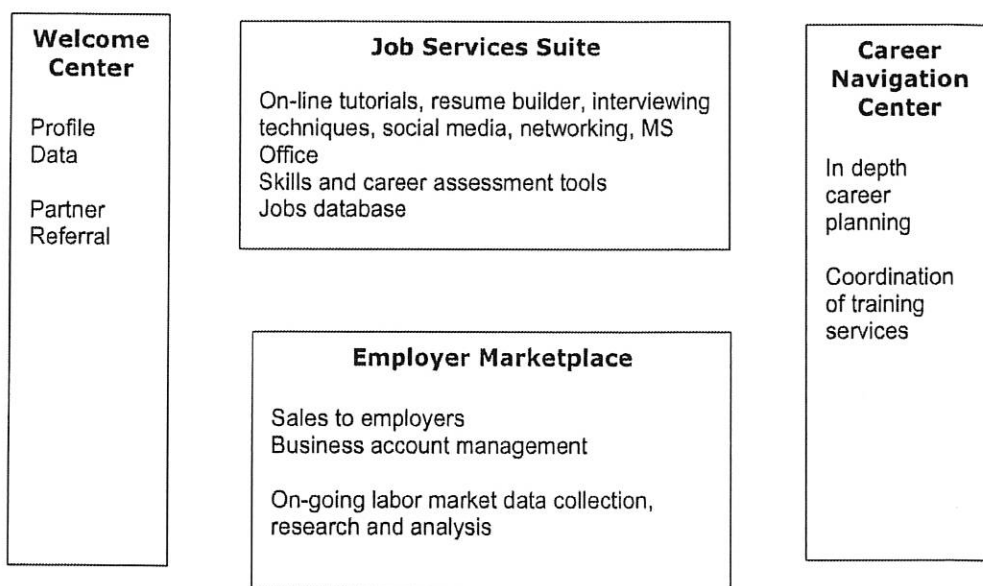 Welcome
Center
Profile
Data
Partner
Referral
Job Services Suite
On-line tutorials, resume builder, interviewing
techniques, social media, networking, MS
Office
Skills and career assessment tools
Jobs database
Employer Marketplace
Sales to employers
Business account management
On-going labor market data collection,
research and analysis
Career
Navigation
Center
In depth
career
planning
Coordination
of training
services